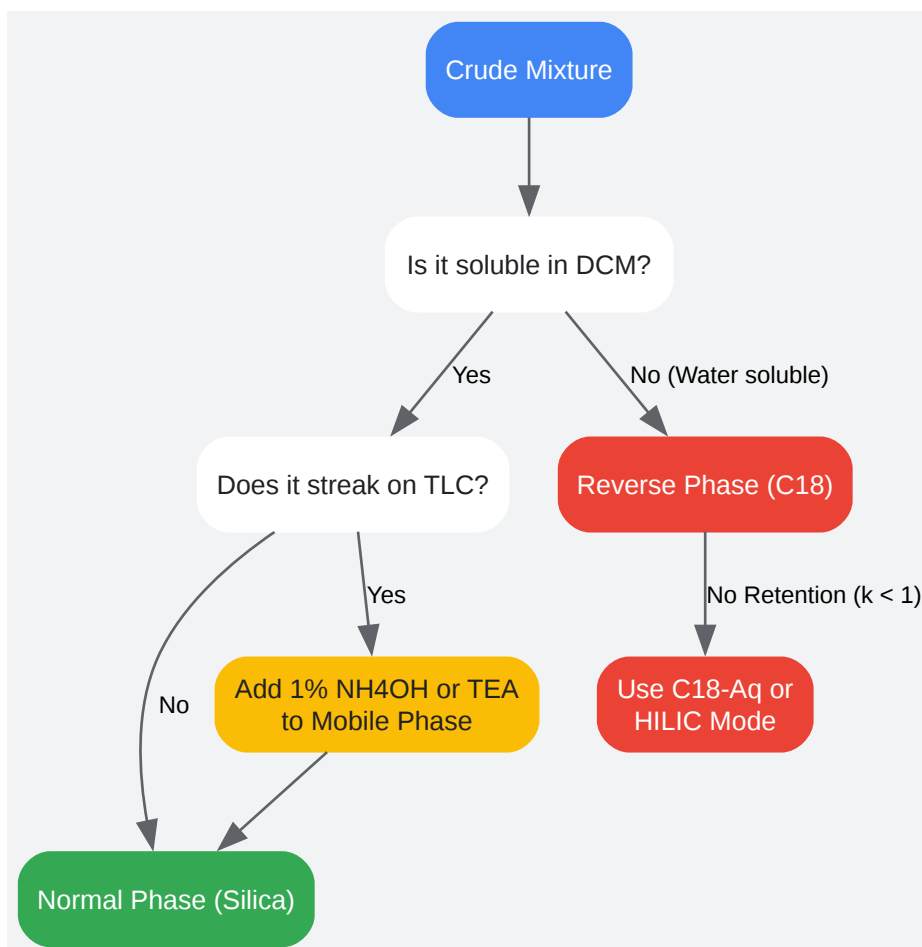 Crude Mixture
Is it soluble in DCM?
Yes
No (Water soluble)
Does it streak on TLC?
Reverse Phase (C18)
Yes
No Retention (k < 1)
No
Add 1% NH4OH or TEA
to Mobile Phase
Use C18-Aq or
HILIC Mode
Normal Phase (Silica)